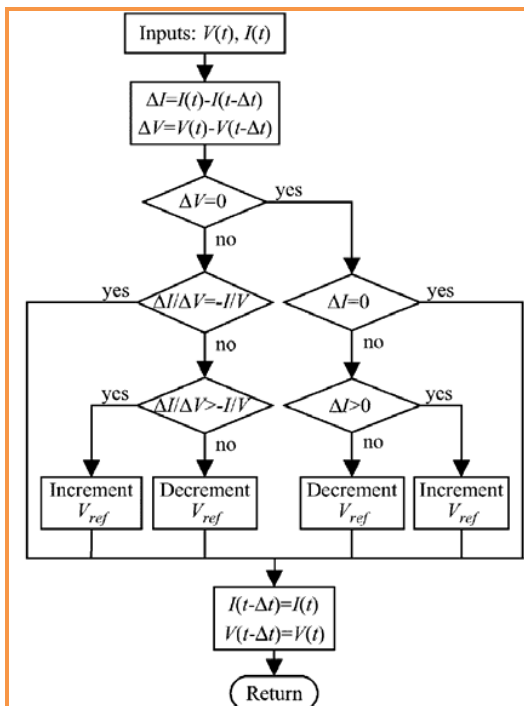 Inputs: V(t), I(t)
ΔI=I(t)-I(t-Δt)
ΔV=V(t)-V(t-Δt)
ΔV=0
yes
no
yes
ΔI/ΔV=-I/V
ΔI=0
yes
no
no
yes
ΔI/ΔV>-I/V
ΔI>0
yes
no
no
Increment
Vref
Decrement
Vref
Decrement
Vref
Increment
Vref
I(t-Δt)=I(t)
V(t-Δt)=V(t)
Return